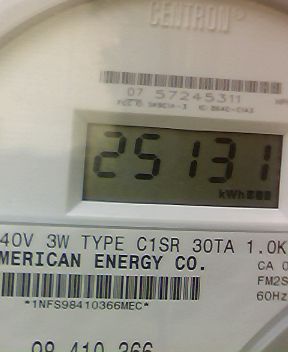 CENTRON®
07 57245311
25131
kWh
40V 3W TYPE C1SR 30TA 1.0K
MERICAN ENERGY CO.
CA 0
FM2S
*1NFS98410366MEC*
60Hz
98 410 366